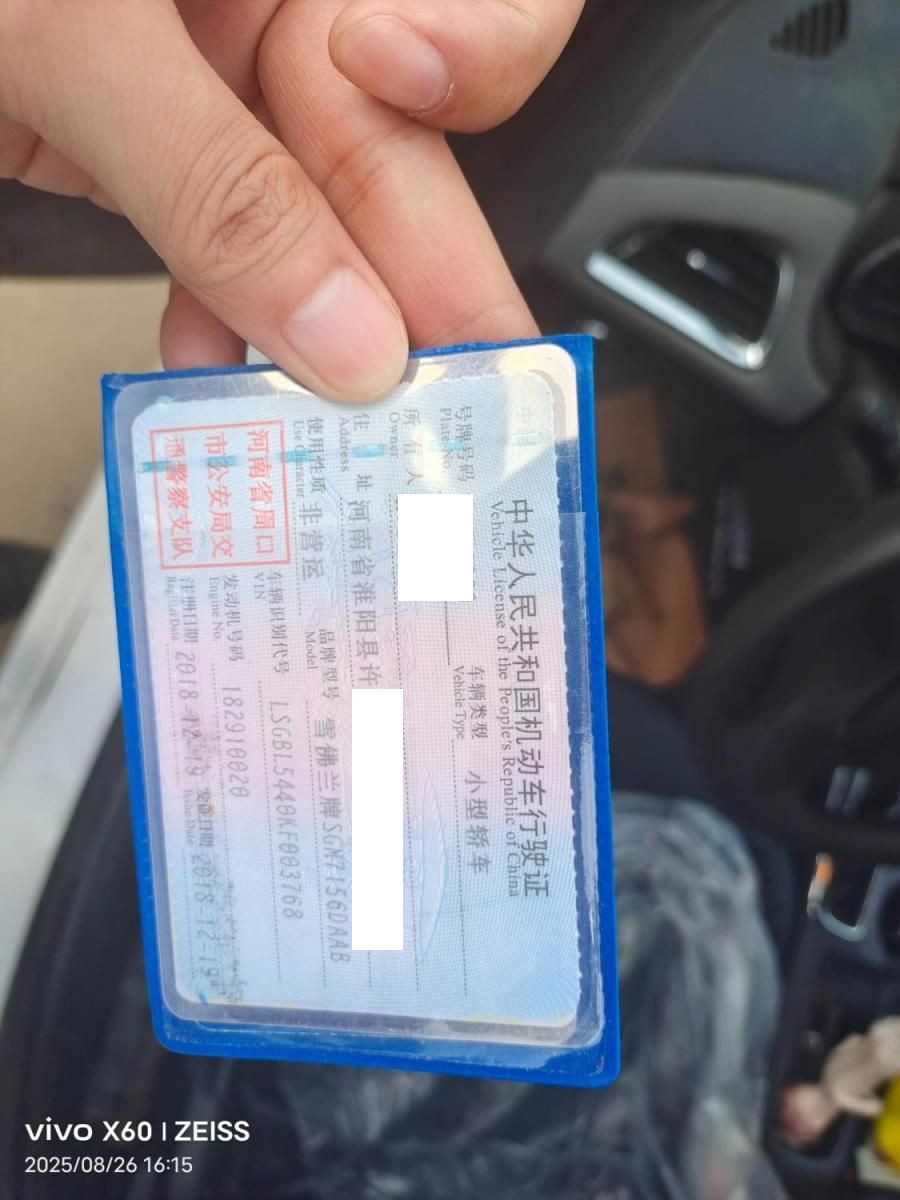 中华人民共和国机动车行驶证
Vehicle License of the People's Republic of China
号牌号码
Plate No.
车辆类型 小型轿车
Vehicle Type
所有人
Owner
住址 河南省淮阳县许
Address
使用性质 非营运
Use Character
品牌型号 雪佛兰牌SGM7156DAAB
Model
车辆识别代号 LSGBL5440KF003768
VIN
发动机号码 182910020
Engine No.
注册日期 2018-12-19
Register Date
发证日期 2018-12-19
Issue Date
河南省周口
市公安局交
通警察支队
vivo X60 | ZEISS
2025/08/26 16:15